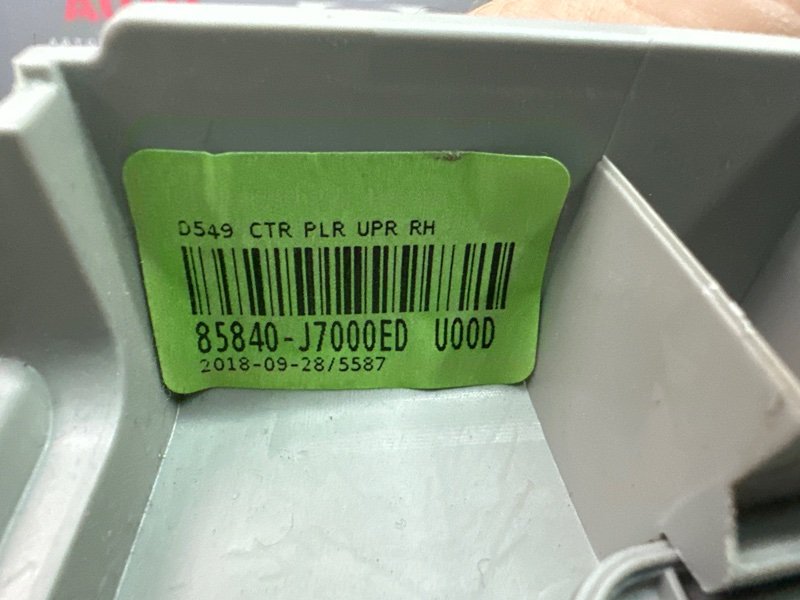 D549 CTR PLR UPR RH
85840-J7000ED U00D
2018-09-28/5587